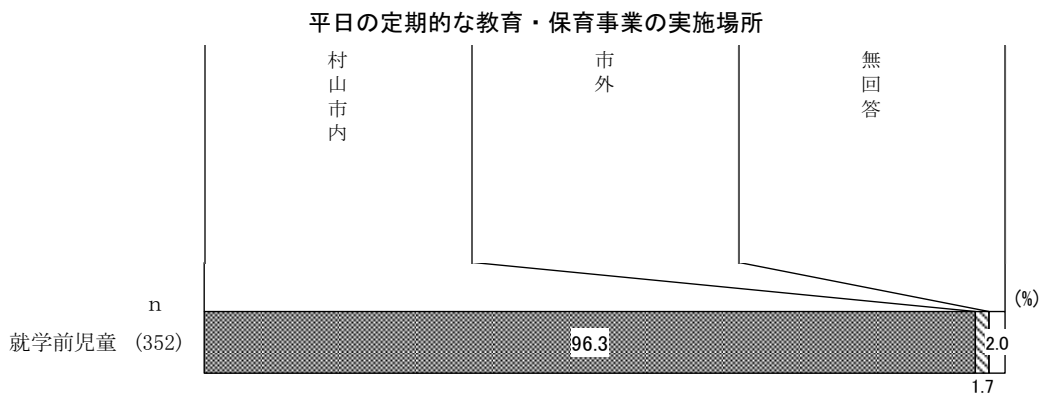 平日の定期的な教育・保育事業の実施場所
村山市内
市外
無回答
n
(%)
就学前児童 (352)
96.3
2.0
1.7